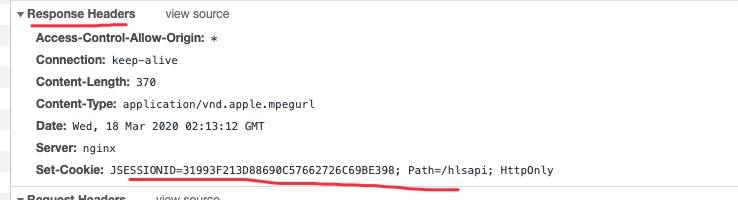 Response Headers view source
Access-Control-Allow-Origin: *
Connection: keep-alive
Content-Length: 370
Content-Type: application/vnd.apple.mpegurl
Date: Wed, 18 Mar 2020 02:13:12 GMT
Server: nginx
Set-Cookie: JSESSIONID=31993F213D88690C57662726C69BE398; Path=/hlsapi; HttpOnly
Request Headers view source